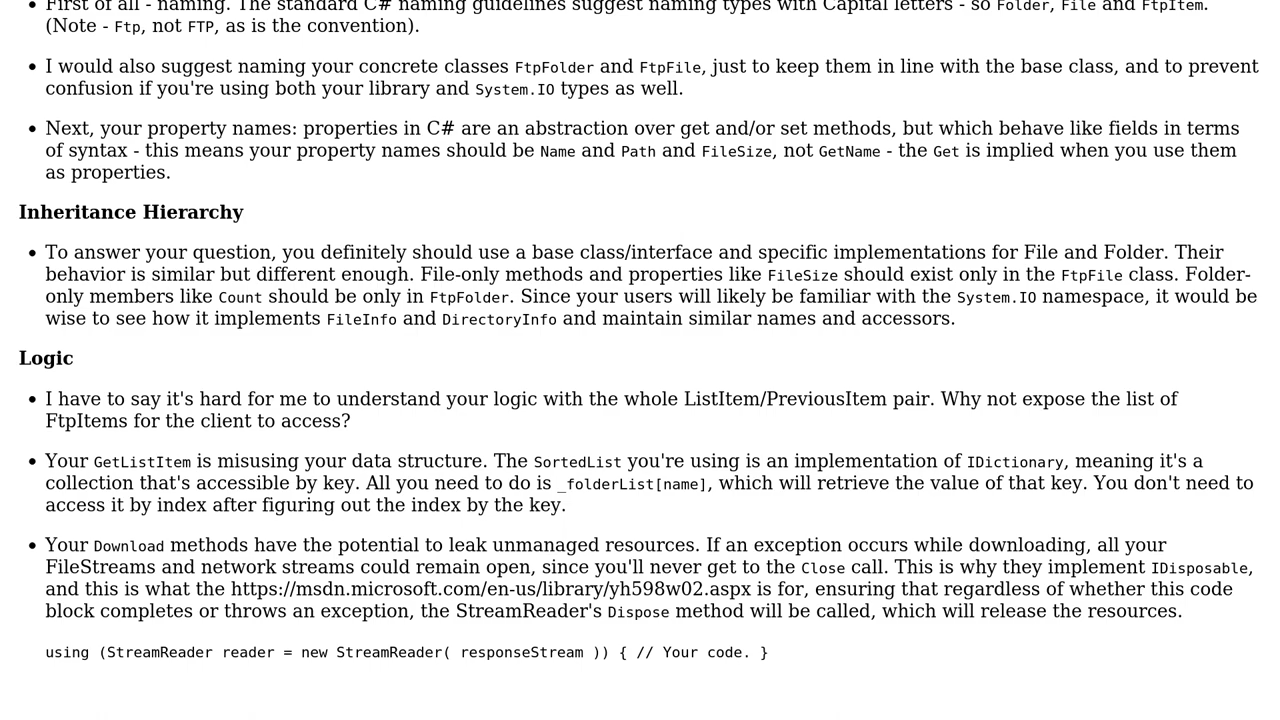 First of all - naming. The standard C# naming guidelines suggest naming types with Capital letters - so Folder, File and FtpItem.
(Note - Ftp, not FTP, as is the convention).
I would also suggest naming your concrete classes FtpFolder and FtpFile, just to keep them in line with the base class, and to prevent
confusion if you're using both your library and System.IO types as well.
Next, your property names: properties in C# are an abstraction over get and/or set methods, but which behave like fields in terms
of syntax - this means your property names should be Name and Path and FileSize, not GetName - the Get is implied when you use them
as properties.
Inheritance Hierarchy
To answer your question, you definitely should use a base class/interface and specific implementations for File and Folder. Their
behavior is similar but different enough. File-only methods and properties like FileSize should exist only in the FtpFile class. Folder-
only members like Count should be only in FtpFolder. Since your users will likely be familiar with the System.IO namespace, it would be
wise to see how it implements FileInfo and DirectoryInfo and maintain similar names and accessors.
Logic
I have to say it's hard for me to understand your logic with the whole ListItem/PreviousItem pair. Why not expose the list of
FtpItems for the client to access?
Your GetListItem is misusing your data structure. The SortedList you're using is an implementation of IDictionary, meaning it's a
collection that's accessible by key. All you need to do is _folderList[name], which will retrieve the value of that key. You don't need to
access it by index after figuring out the index by the key.
Your Download methods have the potential to leak unmanaged resources. If an exception occurs while downloading, all your
FileStreams and network streams could remain open, since you'll never get to the Close call. This is why they implement IDisposable,
and this is what the https://msdn.microsoft.com/en-us/library/yh598w02.aspx is for, ensuring that regardless of whether this code
block completes or throws an exception, the StreamReader's Dispose method will be called, which will release the resources.
using (StreamReader reader = new StreamReader( responseStream )) { // Your code. }